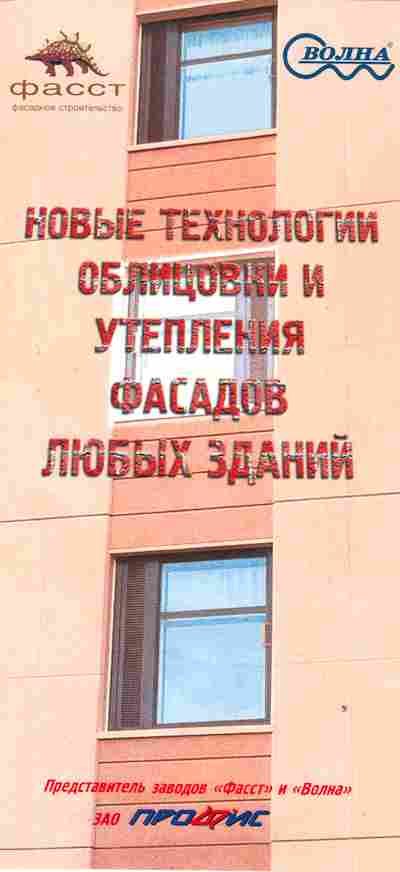 фасст
фасадное строительство
ВОЛНА®
НОВЫЕ ТЕХНОЛОГИИ
ОБЛИЦОВКИ И
УТЕПЛЕНИЯ
ФАСАДОВ
ЛЮБЫХ ЗДАНИЙ
Представитель заводов «Фасст» и «Волна»
ЗАО ПРОФИС